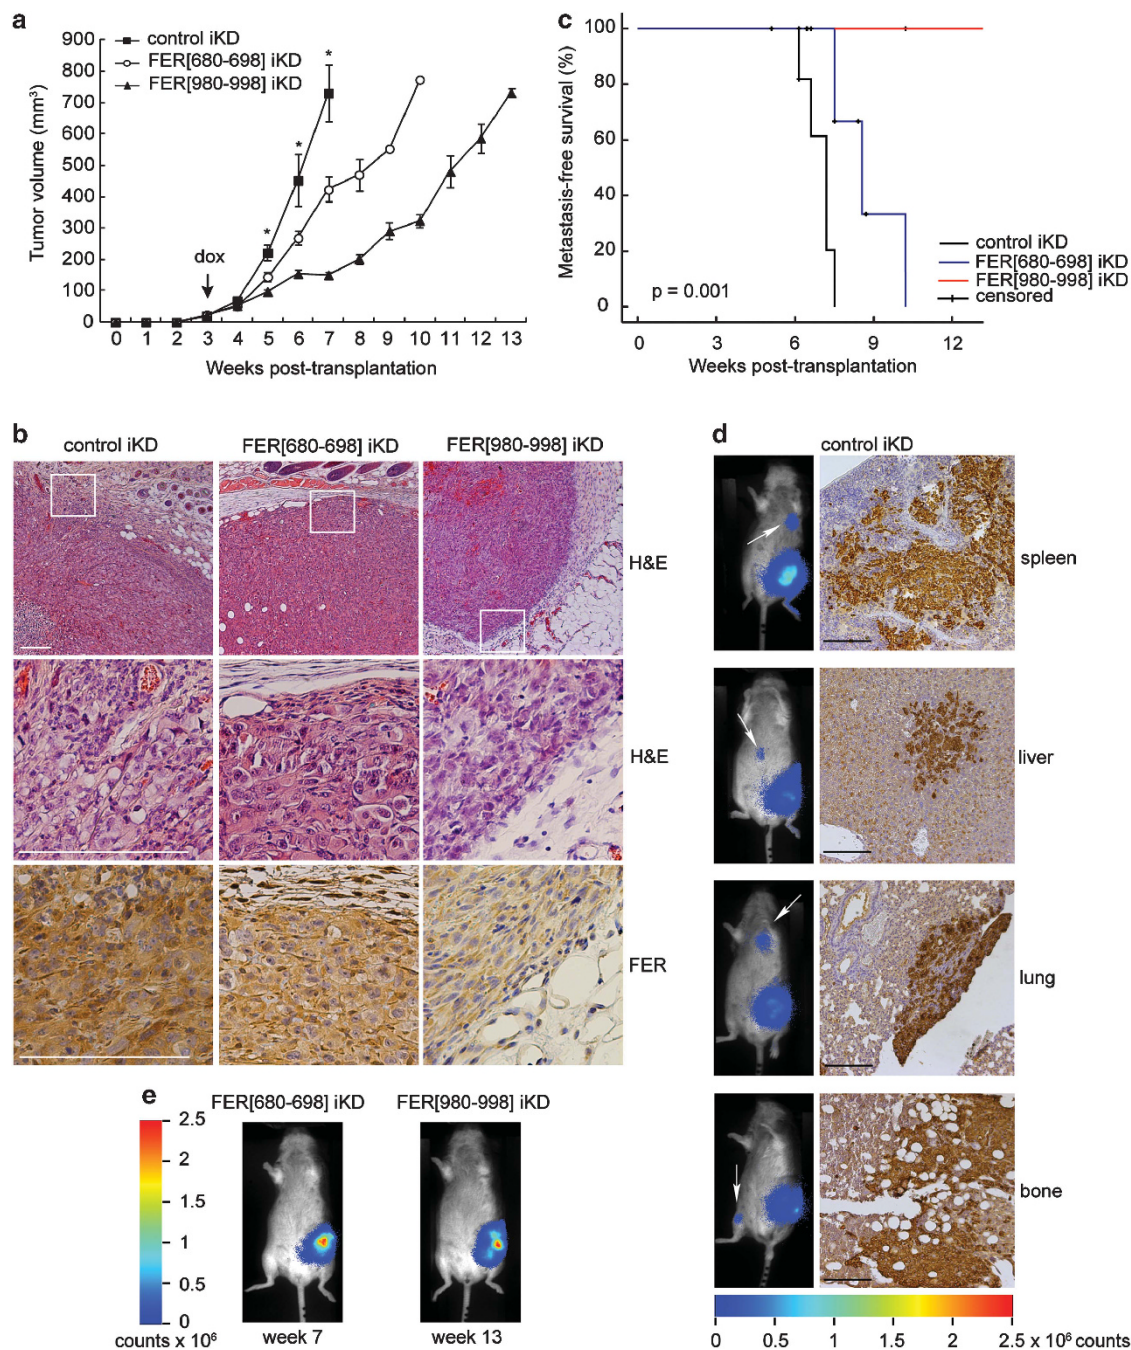 a
control iKD
FER[680-698] iKD
FER[980-998] iKD
Tumor volume (mm³)
900
800
700
600
500
400
300
200
100
0
*
*
*
dox
0 1 2 3 4 5 6 7 8 9 10 11 12 13
Weeks post-transplantation
c
Metastasis-free survival (%)
100
80
60
40
20
0
control iKD
FER[680-698] iKD
FER[980-998] iKD
censored
p = 0.001
0 3 6 9 12
Weeks post-transplantation
b
control iKD FER[680-698] iKD FER[980-998] iKD
H&E
H&E
FER
d
control iKD
spleen
liver
lung
bone
0 0.5 1 1.5 2 2.5 x 10⁶ counts
e
FER[680-698] iKD FER[980-998] iKD
2.5
2
1.5
1
0.5
0
counts x 10⁶
week 7 week 13